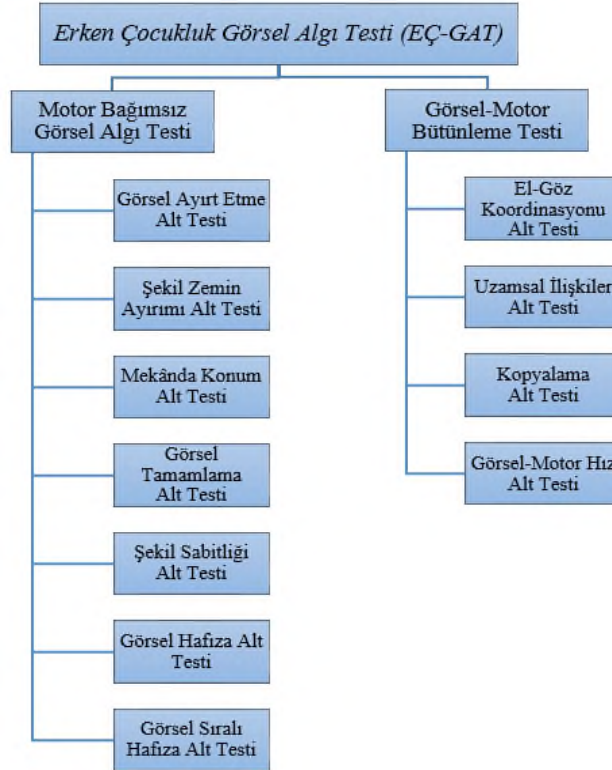 Erken Çocukluk Görsel Algı Testi (EÇ-GAT)
Motor Bağımsız
Görsel Algı Testi
Görsel Ayırt Etme
Alt Testi
Şekil Zemin
Ayırımı Alt Testi
Mekânda Konum
Alt Testi
Görsel
Tamamlama
Alt Testi
Şekil Sabitliği
Alt Testi
Görsel Hafıza Alt
Testi
Görsel Sıralı
Hafıza Alt Testi
Görsel-Motor
Bütünleme Testi
El-Göz
Koordinasyonu
Alt Testi
Uzamsal İlişkiler
Alt Testi
Kopyalama
Alt Testi
Görsel-Motor Hız
Alt Testi